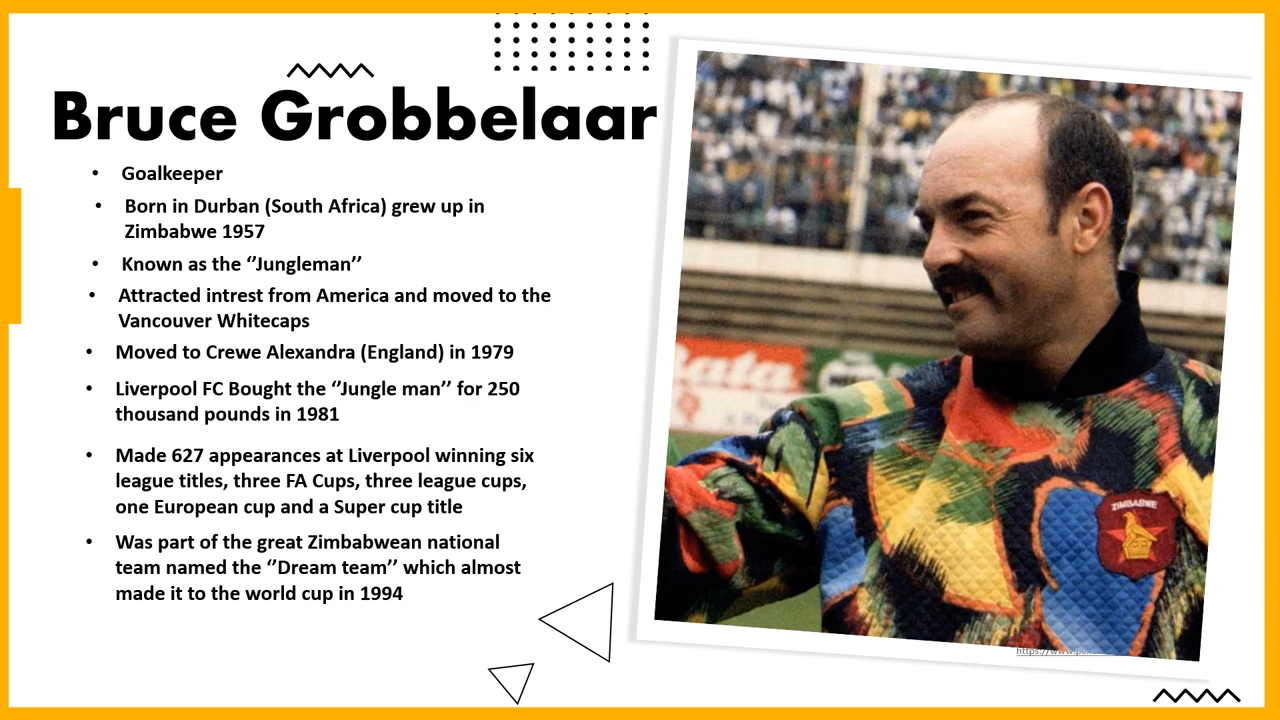 Bruce Grobbelaar
• Goalkeeper
• Born in Durban (South Africa) grew up in
Zimbabwe 1957
• Known as the ‘’Jungleman’’
• Attracted intrest from America and moved to the
Vancouver Whitecaps
• Moved to Crewe Alexandra (England) in 1979
• Liverpool FC Bought the ‘’Jungle man’’ for 250
thousand pounds in 1981
• Made 627 appearances at Liverpool winning six
league titles, three FA Cups, three league cups,
one European cup and a Super cup title
• Was part of the great Zimbabwean national
team named the ‘’Dream team’’ which almost
made it to the world cup in 1994
Bata
ZIMBABWE